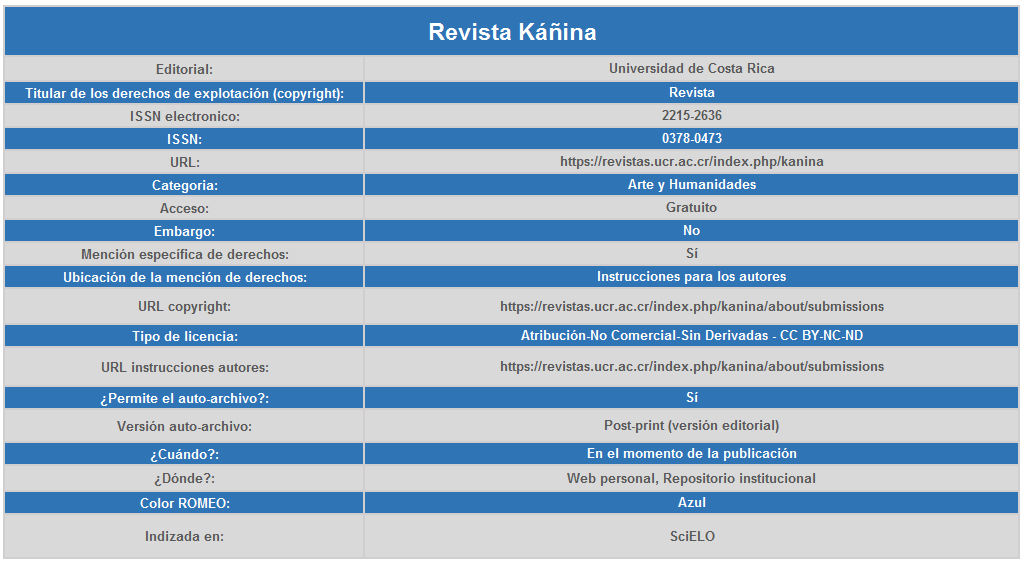 Revista Káñina
Editorial: Universidad de Costa Rica
Titular de los derechos de explotación (copyright): Revista
ISSN electronico: 2215-2636
ISSN: 0378-0473
URL: https://revistas.ucr.ac.cr/index.php/kanina
Categoria: Arte y Humanidades
Acceso: Gratuito
Embargo: No
Mención específica de derechos: Sí
Ubicación de la mención de derechos: Instrucciones para los autores
URL copyright: https://revistas.ucr.ac.cr/index.php/kanina/about/submissions
Tipo de licencia: Atribución-No Comercial-Sin Derivadas - CC BY-NC-ND
URL instrucciones autores: https://revistas.ucr.ac.cr/index.php/kanina/about/submissions
¿Permite el auto-archivo?: Sí
Versión auto-archivo: Post-print (versión editorial)
¿Cuándo?: En el momento de la publicación
¿Dónde?: Web personal, Repositorio institucional
Color ROMEO: Azul
Indizada en: SciELO